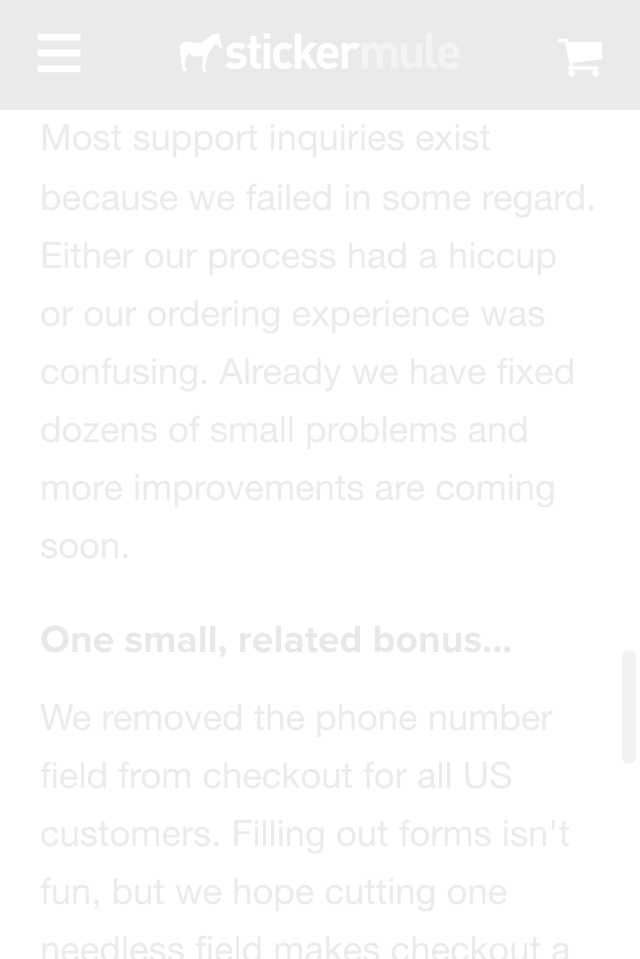 stickermule
Most support inquiries exist
because we failed in some regard.
Either our process had a hiccup
or our ordering experience was
confusing. Already we have fixed
dozens of small problems and
more improvements are coming
soon.
One small, related bonus...
We removed the phone number
field from checkout for all US
customers. Filling out forms isn't
fun, but we hope cutting one
needless field makes checkout a